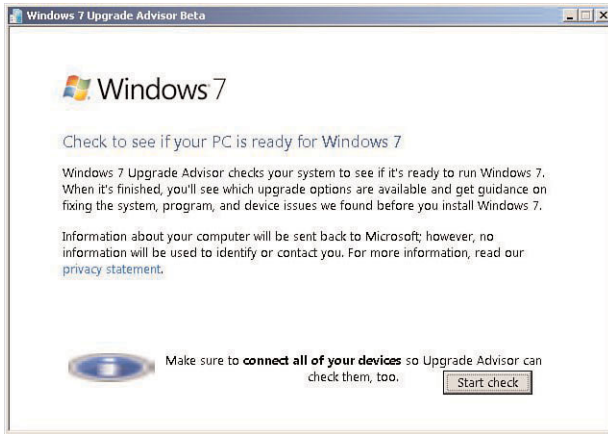 Windows 7 Upgrade Advisor Beta
Windows 7
Check to see if your PC is ready for Windows 7
Windows 7 Upgrade Advisor checks your system to see if it's ready to run Windows 7.
When it's finished, you'll see which upgrade options are available and get guidance on
fixing the system, program, and device issues we found before you install Windows 7.
Information about your computer will be sent back to Microsoft; however, no
information will be used to identify or contact you. For more information, read our
privacy statement.
Make sure to connect all of your devices so Upgrade Advisor can
check them, too.
Start check